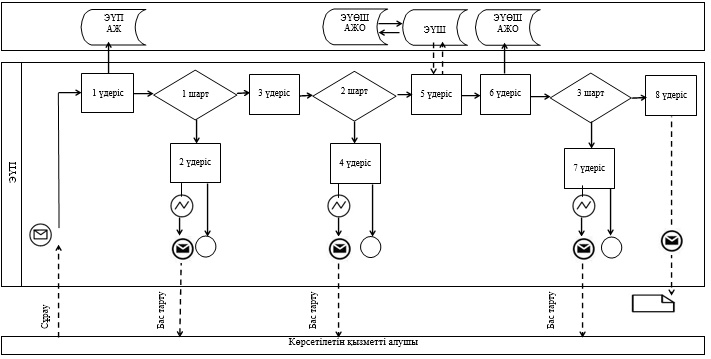 ЭҮП
АЖ
ЭҮӨШ
АЖО
ЭҮШ
ЭҮӨШ
АЖО
ЭҮП
1 үдеріс
1 шарт
3 үдеріс
2 шарт
5 үдеріс
6 үдеріс
3 шарт
8 үдеріс
2 үдеріс
4 үдеріс
7 үдеріс
Сұрау
Бас тарту
Бас тарту
Бас тарту
Көрсетілетін қызметті алушы